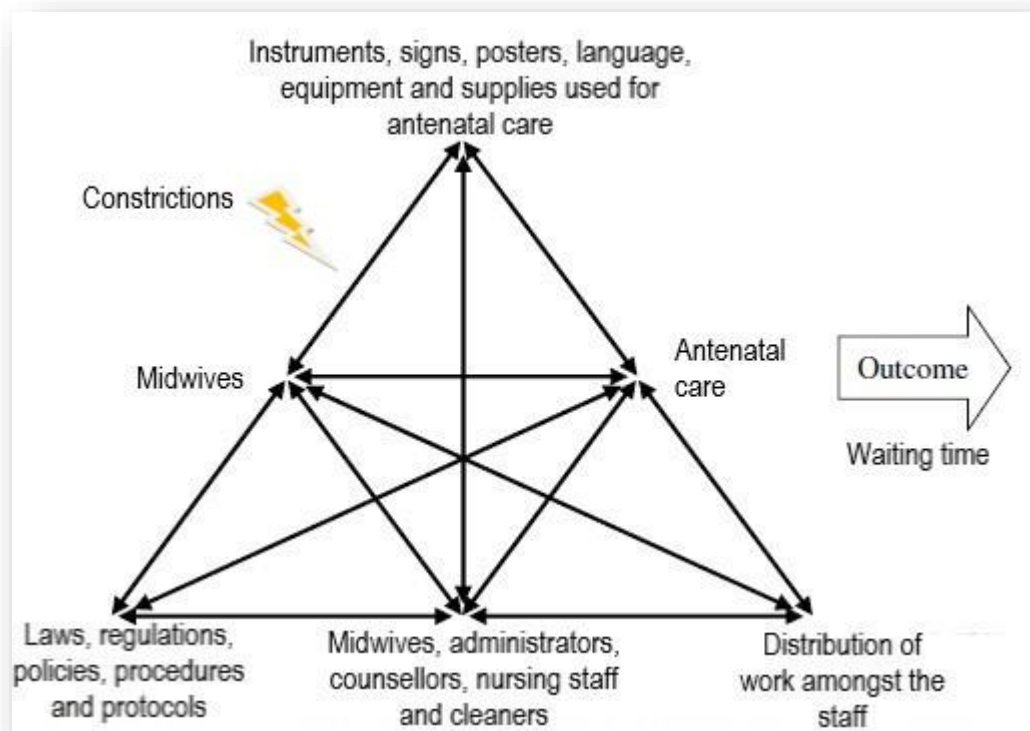 Instruments, signs, posters, language,
equipment and supplies used for
antenatal care
Constrictions
Midwives
Antenatal
care
Outcome
Waiting time
Laws, regulations,
policies, procedures
and protocols
Midwives, administrators,
counsellors, nursing staff
and cleaners
Distribution of
work amongst the
staff